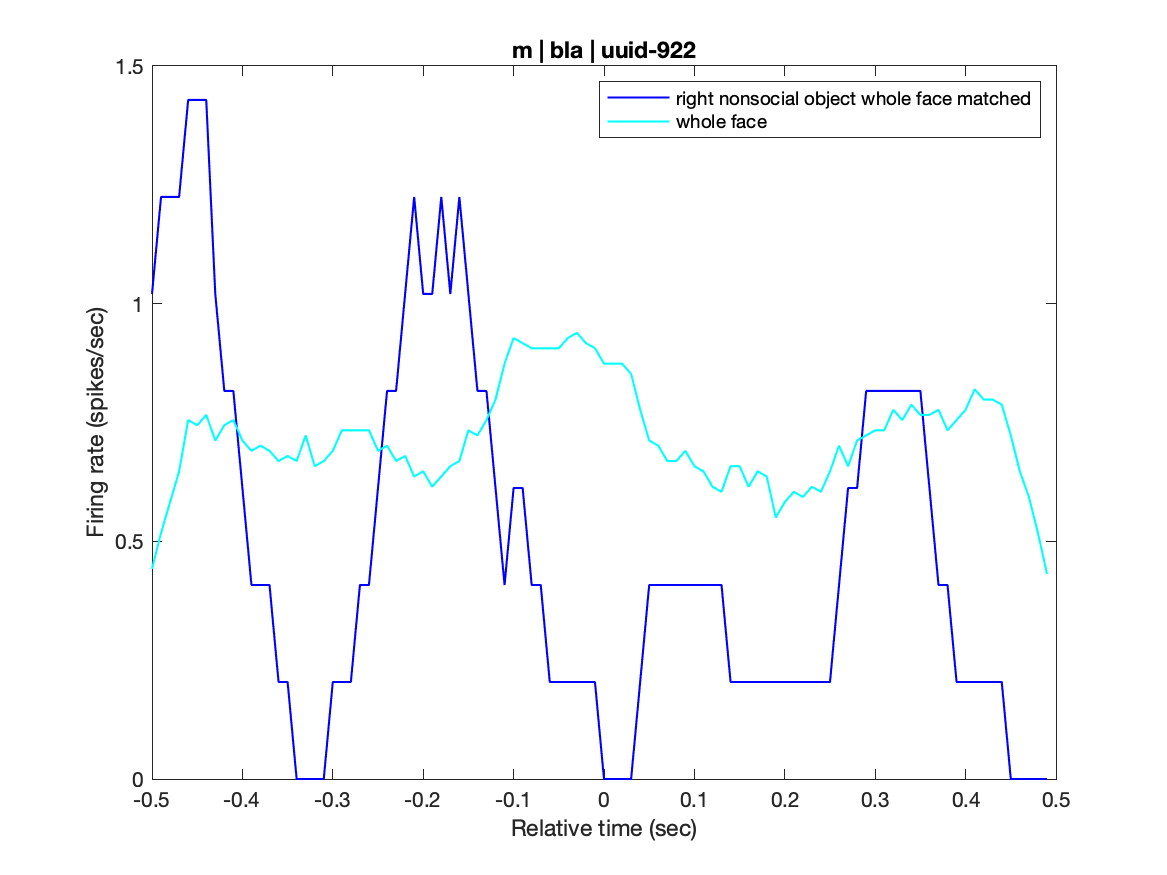 m | bla | uuid-922
right nonsocial object whole face matched
whole face
1.5
1
0.5
0
Firing rate (spikes/sec)
-0.5 -0.4 -0.3 -0.2 -0.1 0 0.1 0.2 0.3 0.4 0.5
Relative time (sec)